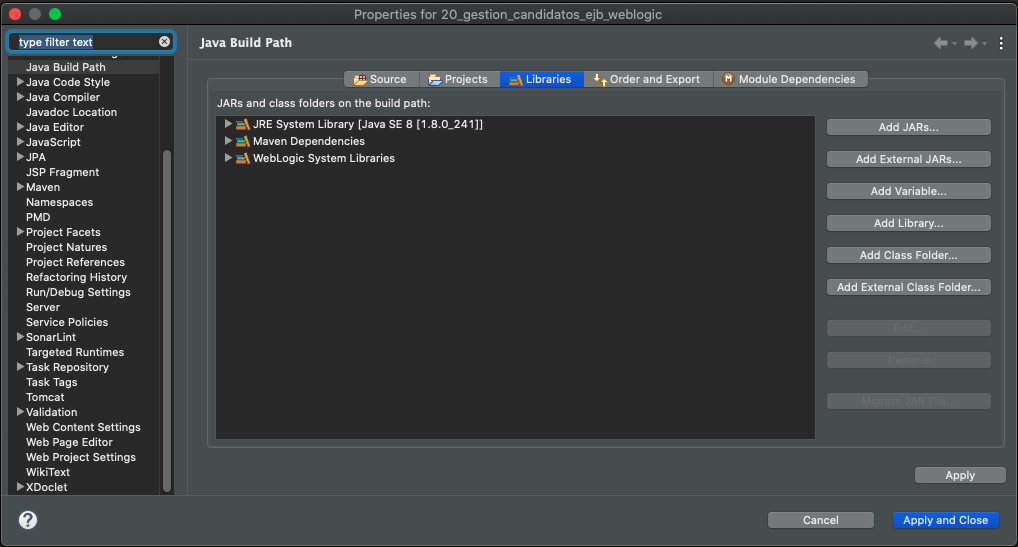 Properties for 20_gestion_candidatos_ejb_weblogic
type filter text
Java Build Path
Java Build Path
Java Code Style
Java Compiler
Javadoc Location
Java Editor
JavaScript
JPA
JSP Fragment
Maven
Namespaces
PMD
Project Facets
Project Natures
Project References
Refactoring History
Run/Debug Settings
Server
Service Policies
SonarLint
Targeted Runtimes
Task Repository
Task Tags
Tomcat
Validation
Web Content Settings
Web Page Editor
Web Project Settings
WikiText
XDoclet
Source Projects Libraries Order and Export Module Dependencies
JARs and class folders on the build path:
JRE System Library [Java SE 8 [1.8.0_241]]
Maven Dependencies
WebLogic System Libraries
Add JARs...
Add External JARs...
Add Variable...
Add Library...
Add Class Folder...
Add External Class Folder...
Edit...
Remove
Migrate JAR File...
Apply
Cancel
Apply and Close